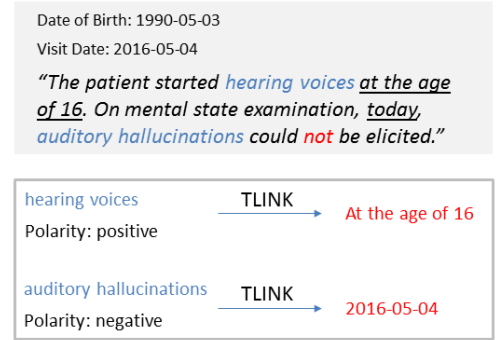 Date of Birth: 1990-05-03
Visit Date: 2016-05-04
“The patient started hearing voices at the age
of 16. On mental state examination, today,
auditory hallucinations could not be elicited.”
hearing voices TLINK At the age of 16
Polarity: positive
auditory hallucinations TLINK 2016-05-04
Polarity: negative